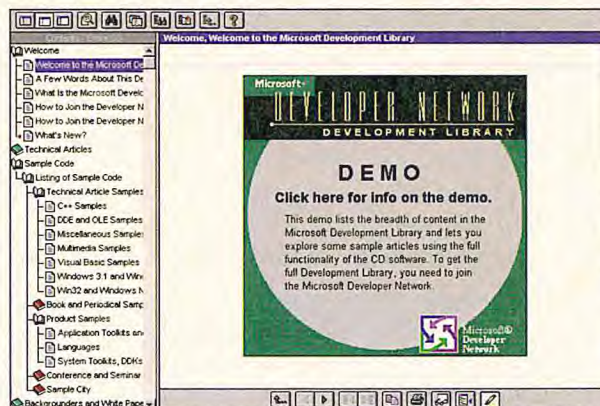 Welcome, Welcome to the Microsoft Development Library
Welcome
Welcome to the Microsoft De
A Few Words About This De
What Is the Microsoft Develc
How to Join the Developer N
How to Join the Developer N
What's New?
Technical Articles
Sample Code
Listing of Sample Code
Technical Article Samples
C++ Samples
DDE and OLE Samples
Miscellaneous Samples
Multimedia Samples
Visual Basic Samples
Windows 3.1 and Win
Win32 and Windows N
Book and Periodical Samp
Product Samples
Application Toolkits an
Languages
System Toolkits, DDKs
Conference and Seminar
Sample City
Backgrounders and White Pape
Microsoft
DEVELOPER NETWORK
DEVELOPMENT LIBRARY
DEMO
Click here for info on the demo.
This demo lists the breadth of content in the
Microsoft Development Library and lets you
explore some sample articles using the full
functionality of the CD software. To get the
full Development Library, you need to join
the Microsoft Developer Network.
Microsoft®
Developer
Network